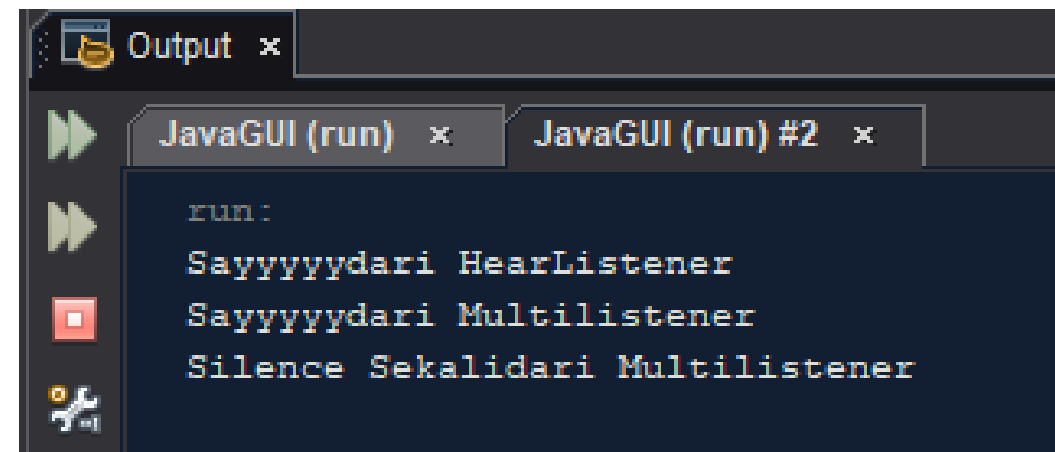 Output
JavaGUI (run)
JavaGUI (run) #2
run:
Sayyyyydari HearListener
Sayyyyydari Multilistener
Silence Sekalidari Multilistener